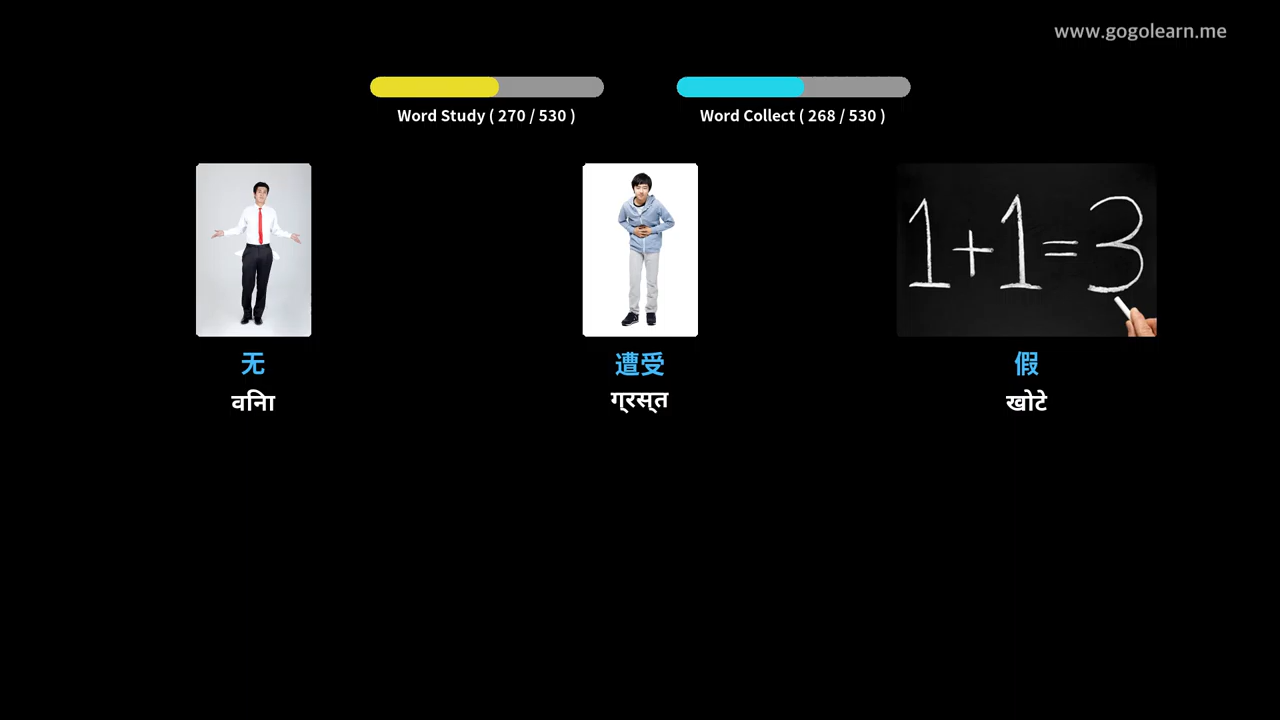 www.gogolearn.me
Word Study ( 270 / 530 )
Word Collect ( 268 / 530 )
无
遭受
假
विना
ग्रस्त
खोटे
1+1=3